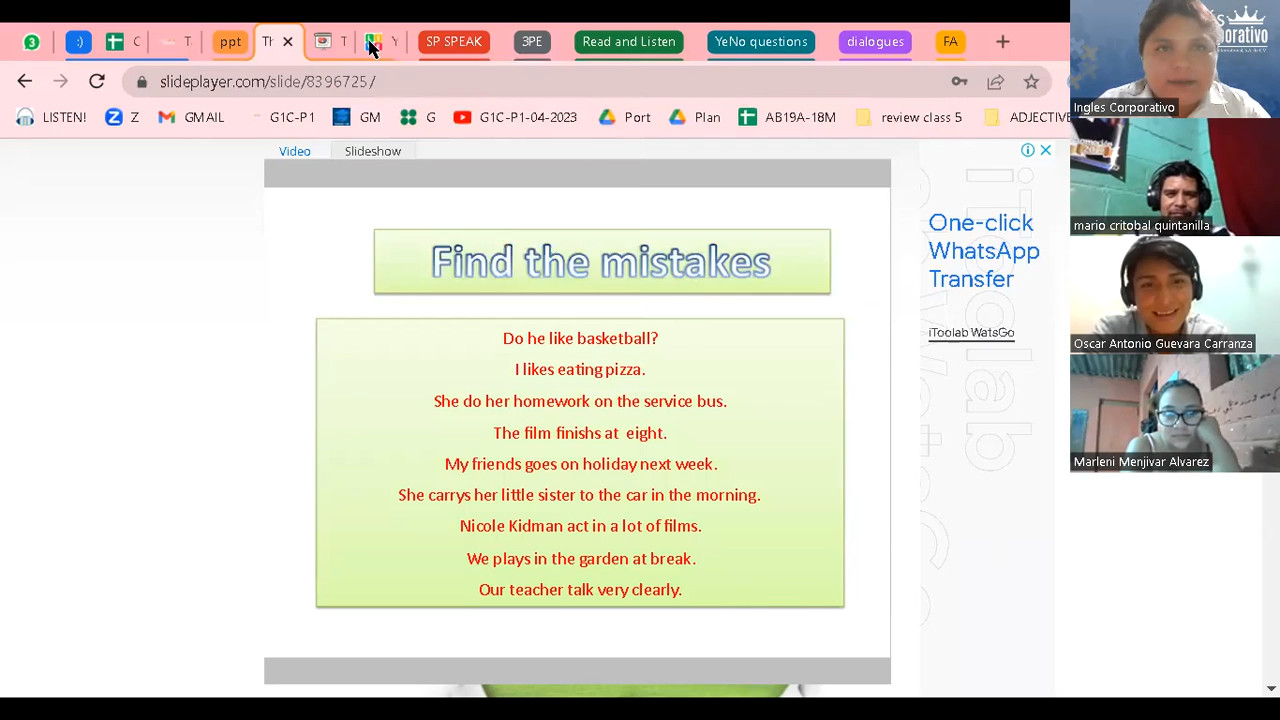 3
:)
C
T
ppt
Th
T
Y
SP SPEAK
3PE
Read and Listen
YeNo questions
dialogues
FA
slideplayer.com/slide/8396725/
LISTEN!
Z
GMAIL
G1C-P1
GM
G
G1C-P1-04-2023
Port
Plan
AB19A-18M
review class 5
ADJECTIVE
Video
Slideshow
Find the mistakes
Do he like basketball?
I likes eating pizza.
She do her homework on the service bus.
The film finishs at eight.
My friends goes on holiday next week.
She carrys her little sister to the car in the morning.
Nicole Kidman act in a lot of films.
We plays in the garden at break.
Our teacher talk very clearly.
One-click
WhatsApp
Transfer
iToolab WatsGo
iToolab
Ingles Corporativo
mario critobal quintanilla
Oscar Antonio Guevara Carranza
Marleni Menjivar Alvarez